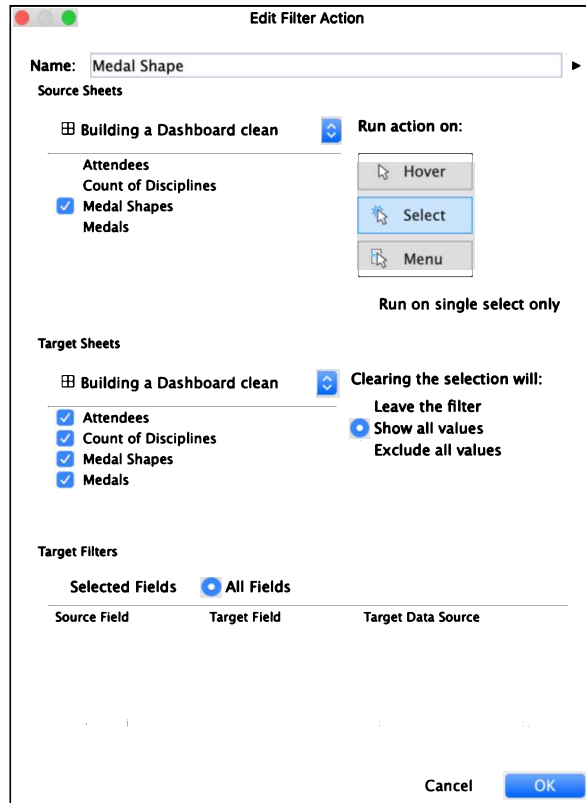 Edit Filter Action
Name: Medal Shape
Source Sheets
Building a Dashboard clean
Run action on:
Attendees
Count of Disciplines
Medal Shapes
Medals
Hover
Select
Menu
Run on single select only
Target Sheets
Building a Dashboard clean
Clearing the selection will:
Attendees
Count of Disciplines
Medal Shapes
Medals
Leave the filter
Show all values
Exclude all values
Target Filters
Selected Fields All Fields
Source Field Target Field Target Data Source
Cancel OK